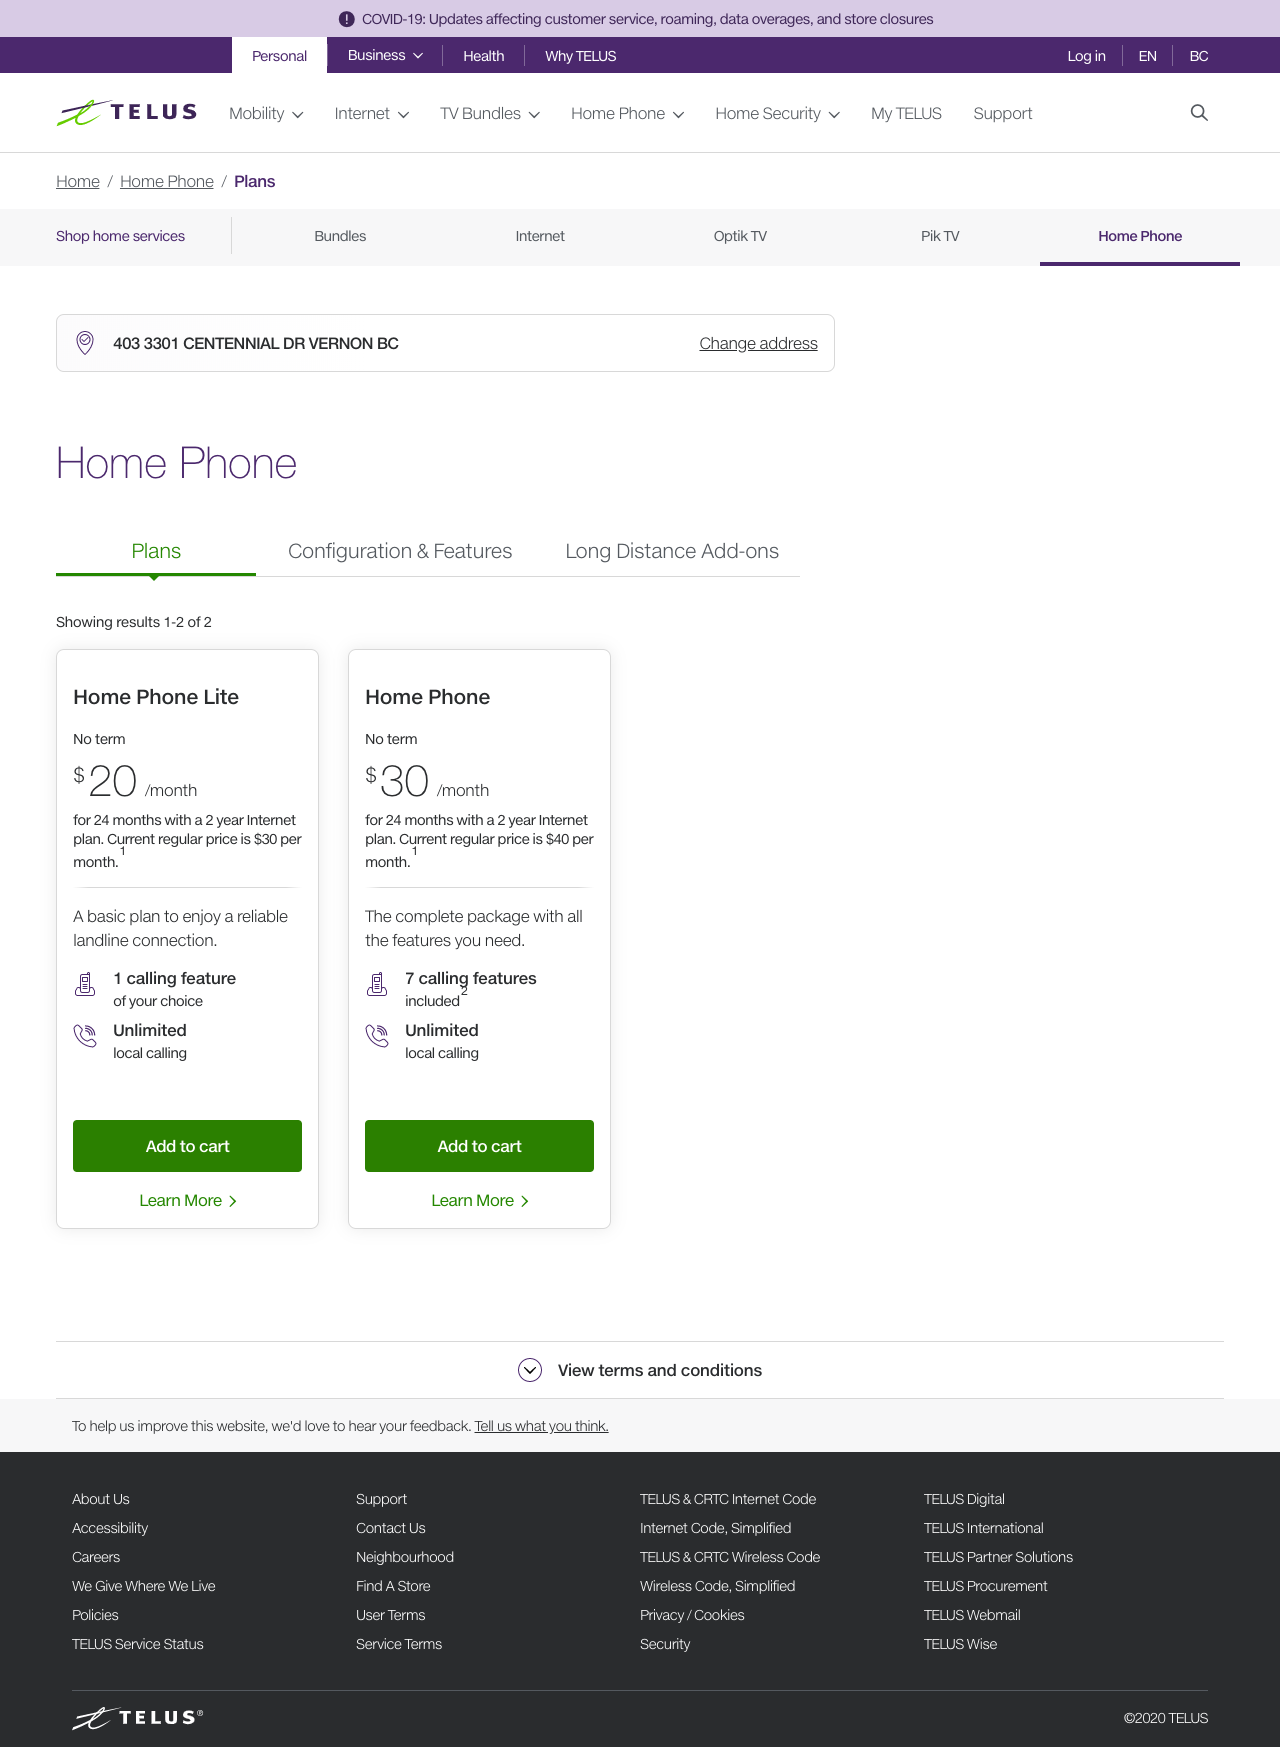 COVID-19: Updates affecting customer service, roaming, data overages, and store closures
Personal Business Health Why TELUS Log in EN BC
TELUS Mobility Internet TV Bundles Home Phone Home Security My TELUS Support
Home / Home Phone / Plans
Shop home services Bundles Internet Optik TV Pik TV Home Phone
403 3301 CENTENNIAL DR VERNON BC Change address
Home Phone
Plans Configuration & Features Long Distance Add-ons
Showing results 1-2 of 2
Home Phone Lite
No term
$20 /month
for 24 months with a 2 year Internet
plan. Current regular price is $30 per
month.1
A basic plan to enjoy a reliable
landline connection.
1 calling feature
of your choice
Unlimited
local calling
Add to cart
Learn More
Home Phone
No term
$30 /month
for 24 months with a 2 year Internet
plan. Current regular price is $40 per
month.1
The complete package with all
the features you need.
7 calling features
included2
Unlimited
local calling
Add to cart
Learn More
View terms and conditions
To help us improve this website, we'd love to hear your feedback. Tell us what you think.
About Us
Accessibility
Careers
We Give Where We Live
Policies
TELUS Service Status
Support
Contact Us
Neighbourhood
Find A Store
User Terms
Service Terms
TELUS & CRTC Internet Code
Internet Code, Simplified
TELUS & CRTC Wireless Code
Wireless Code, Simplified
Privacy / Cookies
Security
TELUS Digital
TELUS International
TELUS Partner Solutions
TELUS Procurement
TELUS Webmail
TELUS Wise
TELUS® ©2020 TELUS